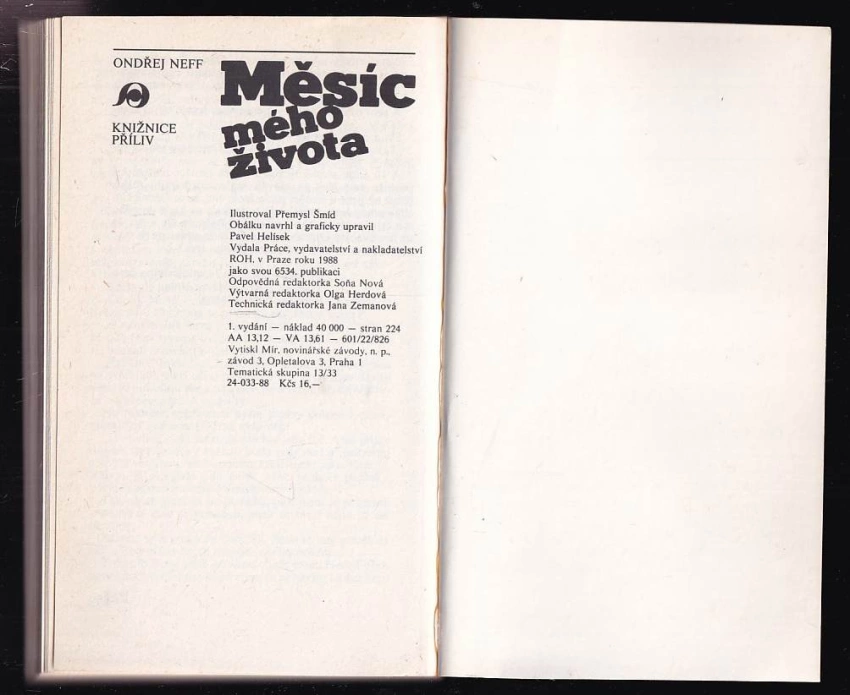 ONDŘEJ NEFF
KNIŽNICE
PŘÍLIV
Měsíc
mého
života
Ilustroval Přemysl Šmíd
Obálku navrhl a graficky upravil
Pavel Helísek
Vydala Práce, vydavatelství a nakladatelství
ROH, v Praze roku 1988
jako svou 6534. publikaci
Odpovědná redaktorka Soňa Nová
Výtvarná redaktorka Olga Herdová
Technická redaktorka Jana Zemanová
1. vydání — náklad 40 000 — stran 224
AA 13,12 — VA 13,61 — 601/22/826
Vytiskl Mír, novinářské závody, n. p.,
závod 3, Opletalova 3, Praha 1
Tematická skupina 13/33
24-033-88 Kčs 16,—